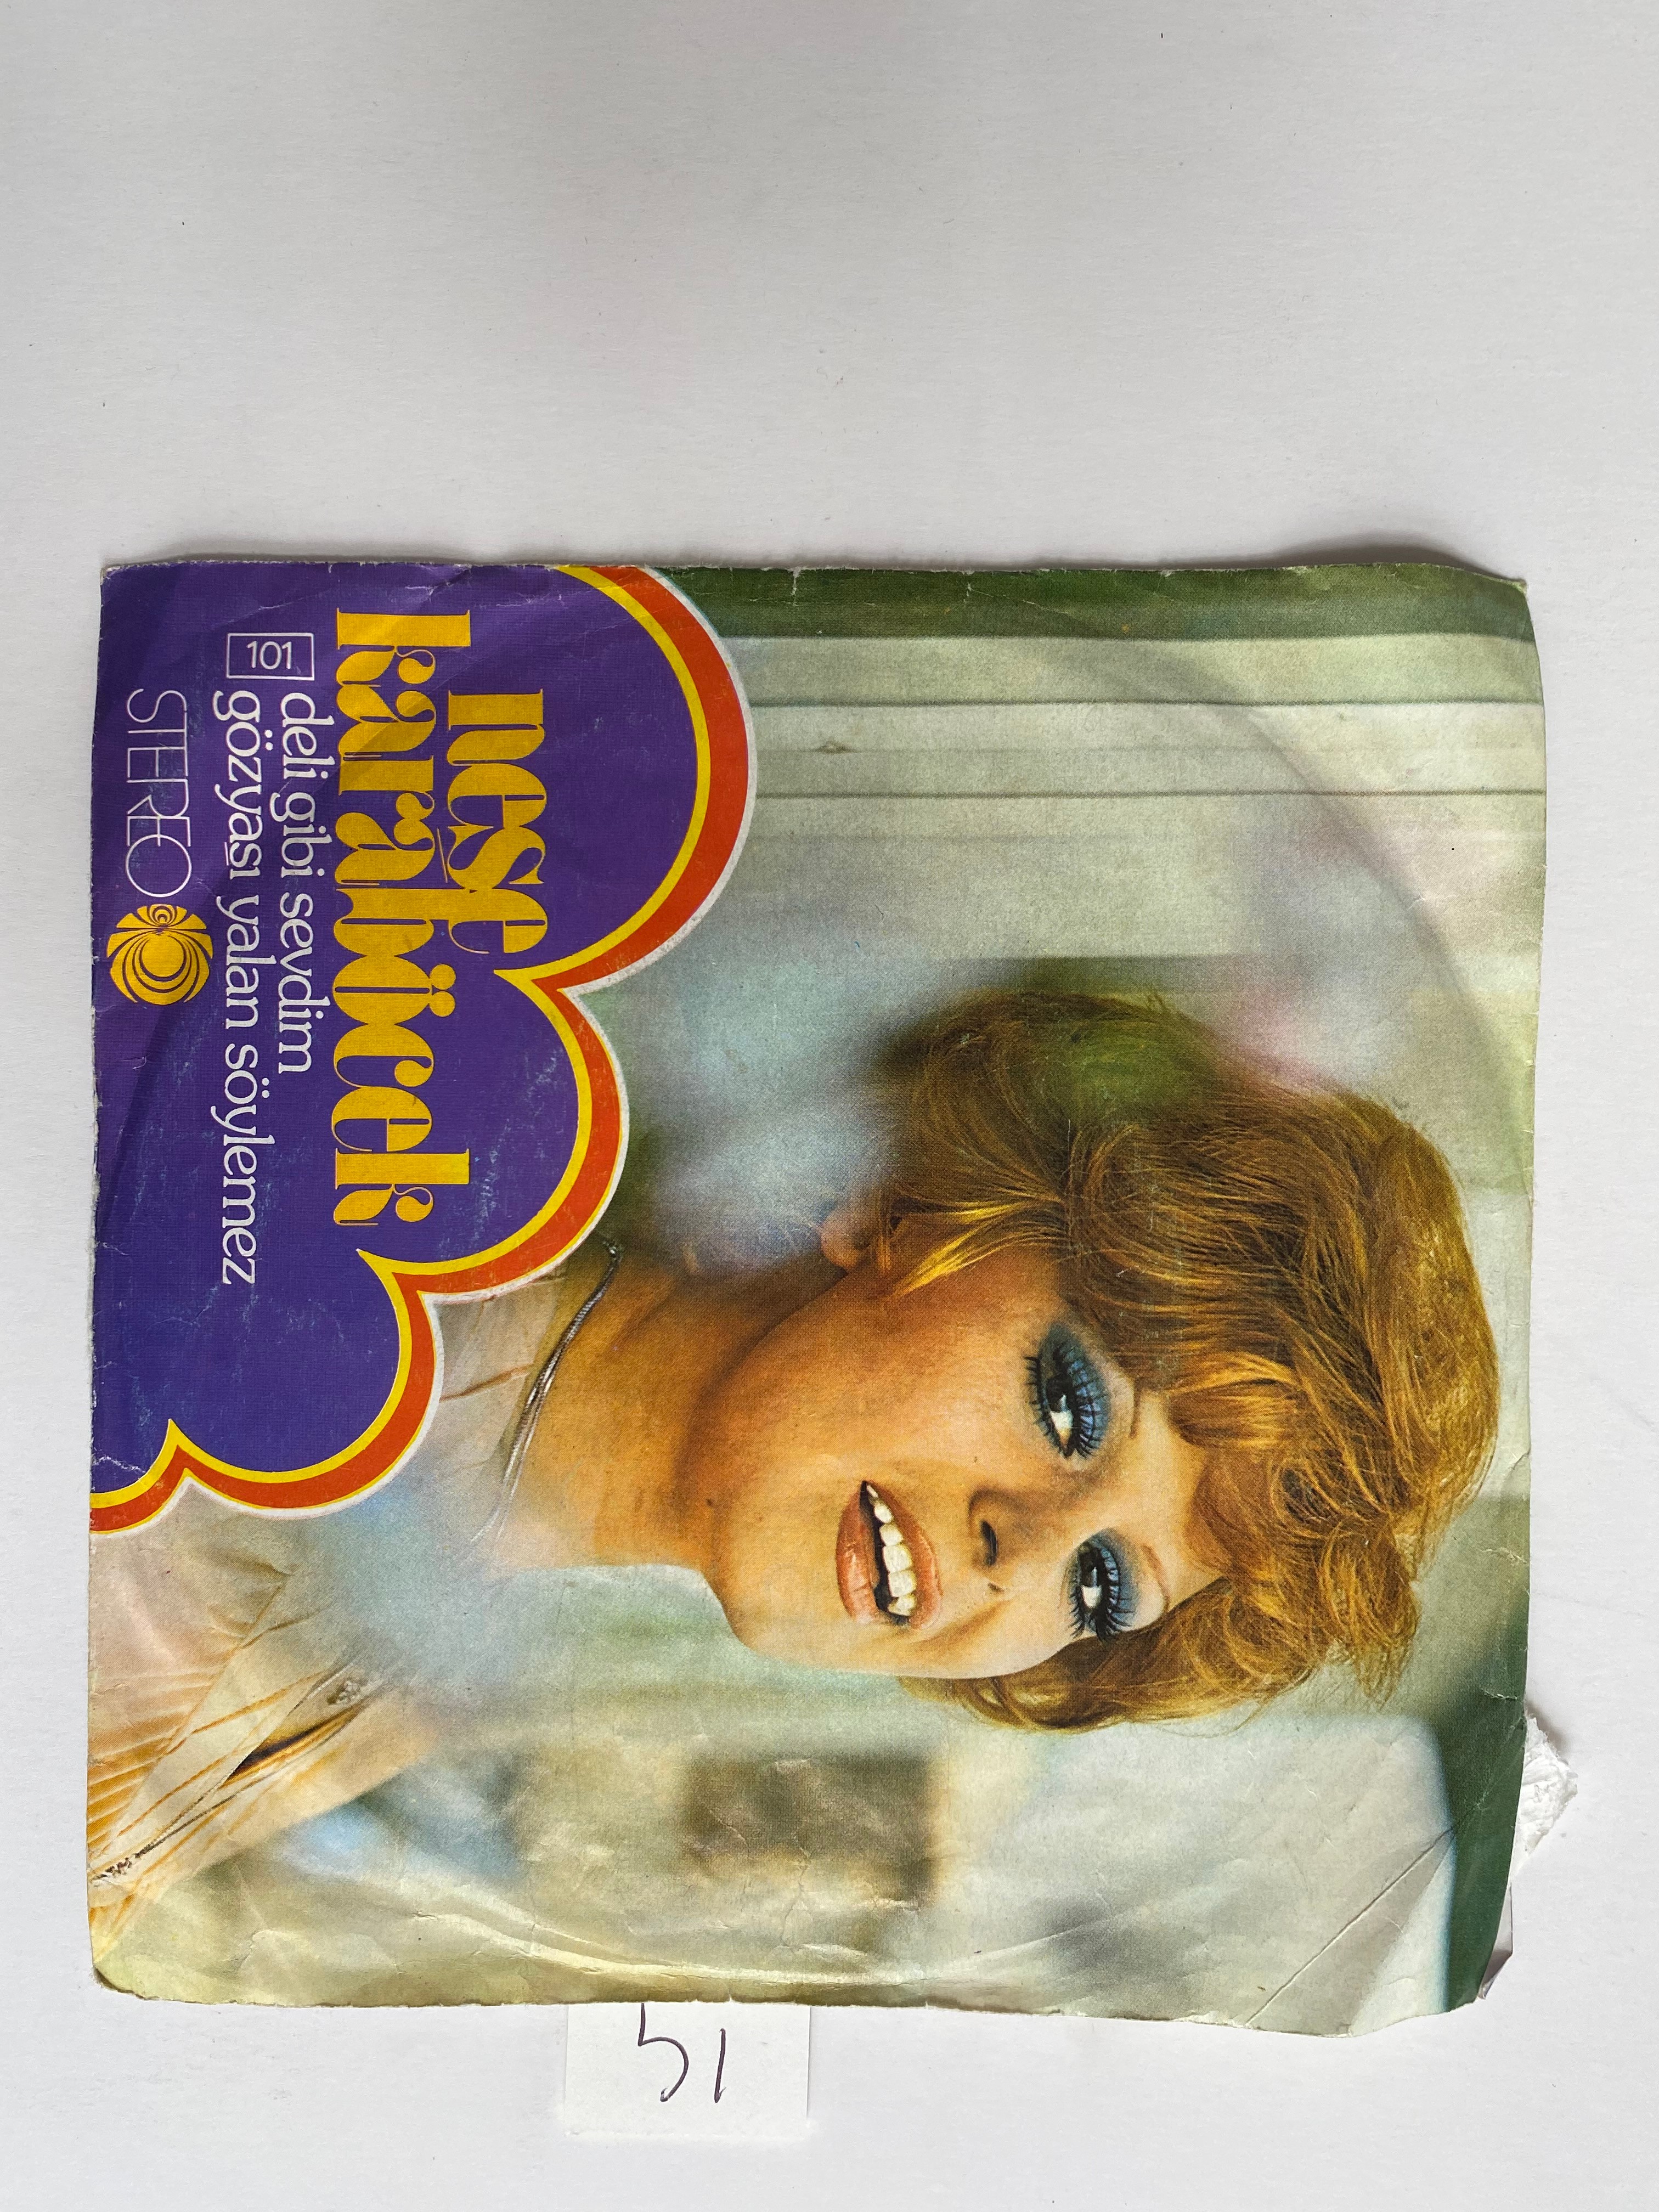 neşe
karaböcek
101
deli gibi sevdim
gözyaşı yalan söylemez
STEREO
51